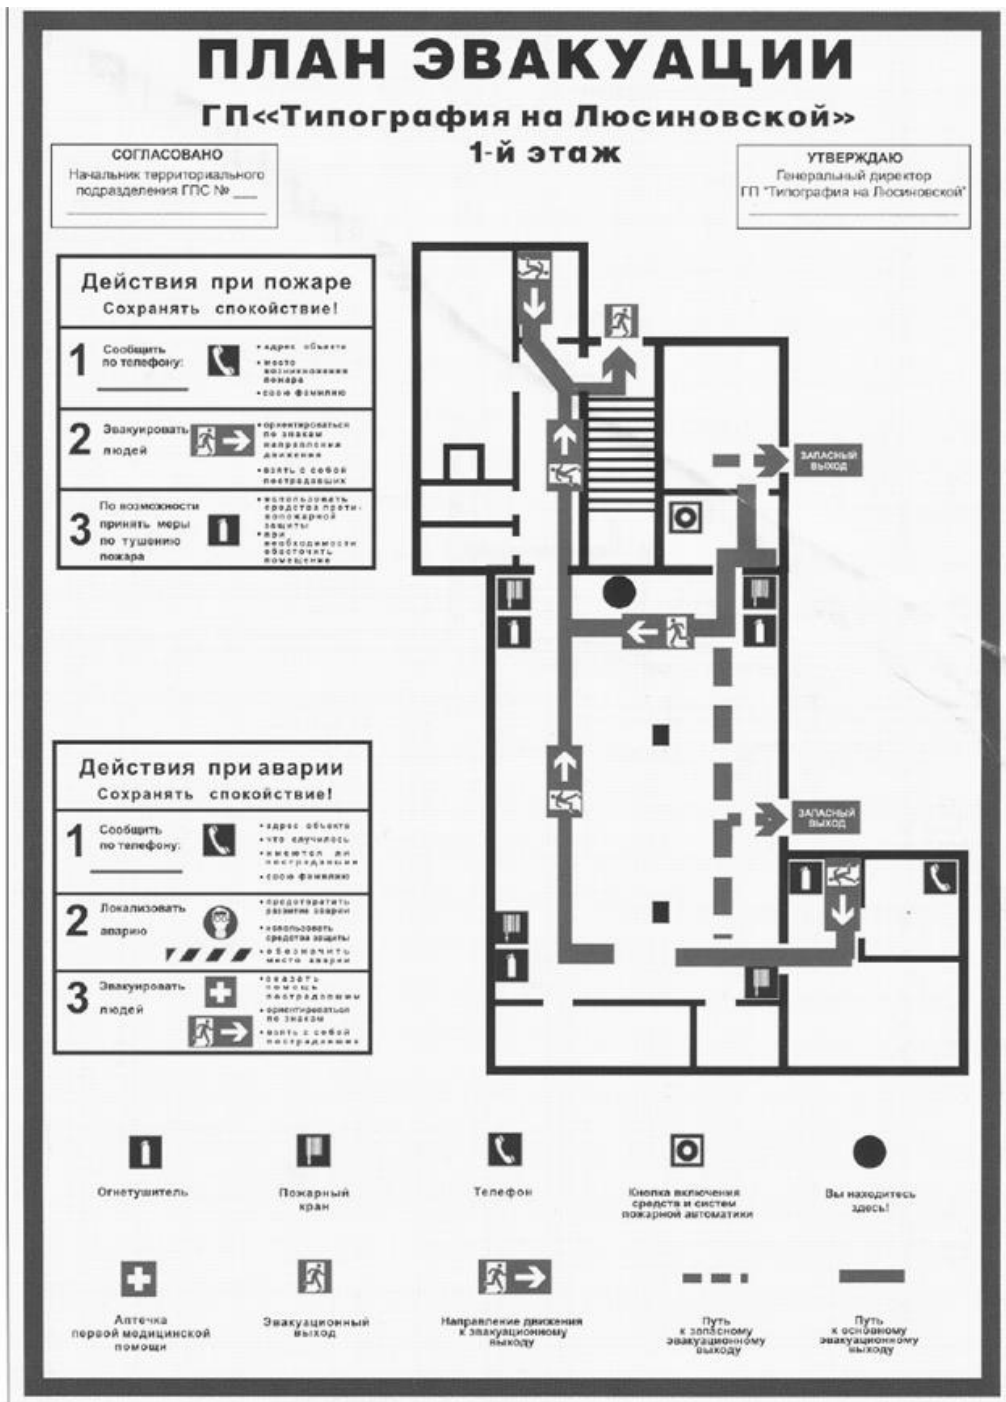 ПЛАН ЭВАКУАЦИИ
ГП«Типография на Люсиновской»
1-й этаж
СОГЛАСОВАНО
Начальник территориального
подразделения ГПС № ___
УТВЕРЖДАЮ
Генеральный директор
ГП "Типография на Люсиновской"
Действия при пожаре
Сохранять спокойствие!
1
Сообщить
по телефону:
• адрес объекта
• место
возникновения
пожара
• свою фамилию
2
Эвакуировать
людей
• ориентироваться
по знакам
направления
движения
• взять с собой
пострадавших
3
По возможности
принять меры
по тушению
пожара
• использовать
средства проти-
вопожарной
защиты
• при
необходимости
обесточить
помещение
ЗАПАСНЫЙ
ВЫХОД
ЗАПАСНЫЙ
ВЫХОД
Действия при аварии
Сохранять спокойствие!
1
Сообщить
по телефону:
• адрес объекта
• что случилось
• имеются ли
пострадавшие
• свою фамилию
2
Локализовать
аварию
• предотвратить
развитие аварии
• использовать
средства защиты
• обозначить
место аварии
3
Эвакуировать
людей
• оказать
помощь
пострадавшим
• ориентироваться
по знакам
• взять с собой
пострадавших
Огнетушитель
Пожарный
кран
Телефон
Кнопка включения
средств и систем
пожарной автоматики
Вы находитесь
здесь!
Аптечка
первой медицинской
помощи
Эвакуационный
выход
Направление движения
к эвакуационному
выходу
Путь
к запасному
эвакуационному
выходу
Путь
к основному
эвакуационному
выходу